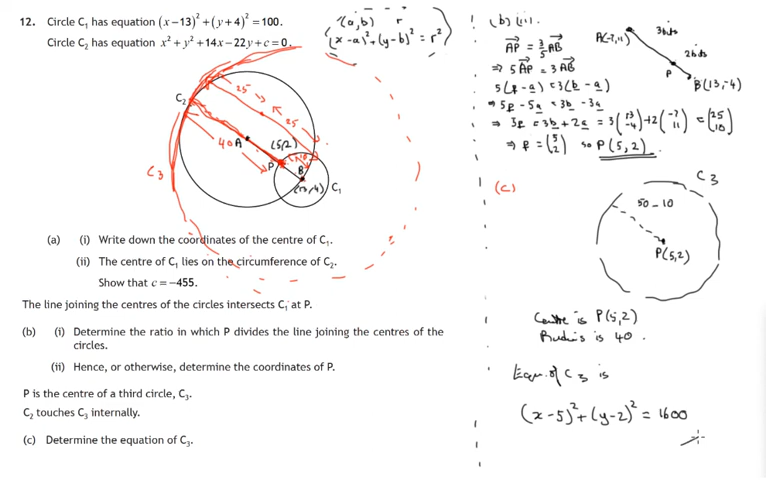 12. Circle C₁ has equation (x−13)² + (y+4)² = 100.
Circle C₂ has equation x² + y² + 14x − 22y + c = 0.
(a,b) r
(x-a)²+(y-b)² = r²
C₂
25
25
40
A
(5,2)
P
10
B
(13,-4)
C₁
C₃
(a) (i) Write down the coordinates of the centre of C₁.
(ii) The centre of C₁ lies on the circumference of C₂.
Show that c = −455.
The line joining the centres of the circles intersects C₁ at P.
(b) (i) Determine the ratio in which P divides the line joining the centres of the
circles.
(ii) Hence, or otherwise, determine the coordinates of P.
P is the centre of a third circle, C₃.
C₂ touches C₃ internally.
(c) Determine the equation of C₃.
(b)(ii).
AP = 3/5 AB
⇒ 5AP = 3AB
5(p-a) = 3(b-a)
⇒ 5p-5a = 3b-3a
⇒ 5p = 3b+2a = 3(13 -4)+2(-7 11) = (25 10)
⇒ p = (5 2) so P(5,2)
A(-7,11)
3bits
2bits
P
B(13,-4)
(c)
C₃
50-10
P(5,2)
Centre is P(5,2)
Radius is 40.
Equn. of C₃ is
(x-5)²+(y-2)² = 1600